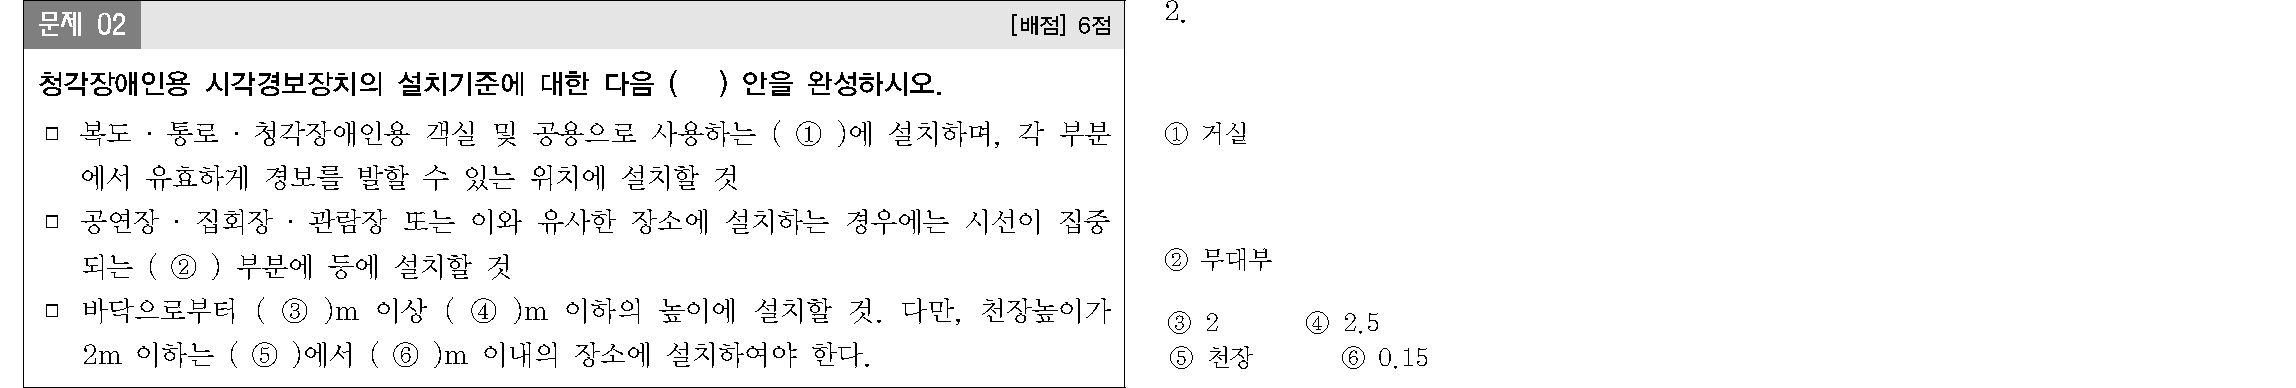 문제 02 [배점] 6점
청각장애인용 시각경보장치의 설치기준에 대한 다음 ( ) 안을 완성하시오.
□ 복도 · 통로 · 청각장애인용 객실 및 공용으로 사용하는 ( ① )에 설치하며, 각 부분
에서 유효하게 경보를 발할 수 있는 위치에 설치할 것
□ 공연장 · 집회장 · 관람장 또는 이와 유사한 장소에 설치하는 경우에는 시선이 집중
되는 ( ② ) 부분에 등에 설치할 것
□ 바닥으로부터 ( ③ )m 이상 ( ④ )m 이하의 높이에 설치할 것. 다만, 천장높이가
2m 이하는 ( ⑤ )에서 ( ⑥ )m 이내의 장소에 설치하여야 한다.
2.
① 거실
② 무대부
③ 2 ④ 2.5
⑤ 천장 ⑥ 0.15